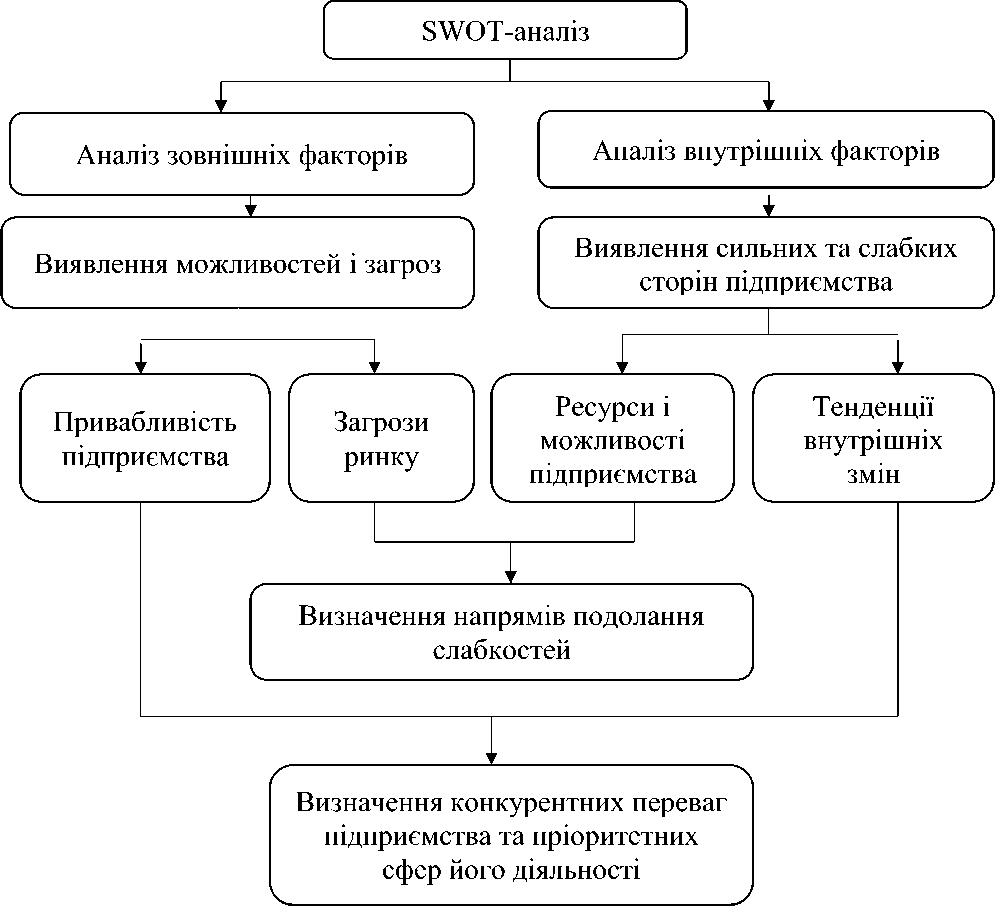 SWOT-аналіз
Аналіз зовнішніх факторів
Аналіз внутрішніх факторів
Виявлення можливостей і загроз
Виявлення сильних та слабких
сторін підприємства
Привабливість
підприємства
Загрози
ринку
Ресурси і
можливості
підприємства
Тенденції
внутрішніх
змін
Визначення напрямів подолання
слабкостей
Визначення конкурентних переваг
підприємства та пріоритетних
сфер його діяльності